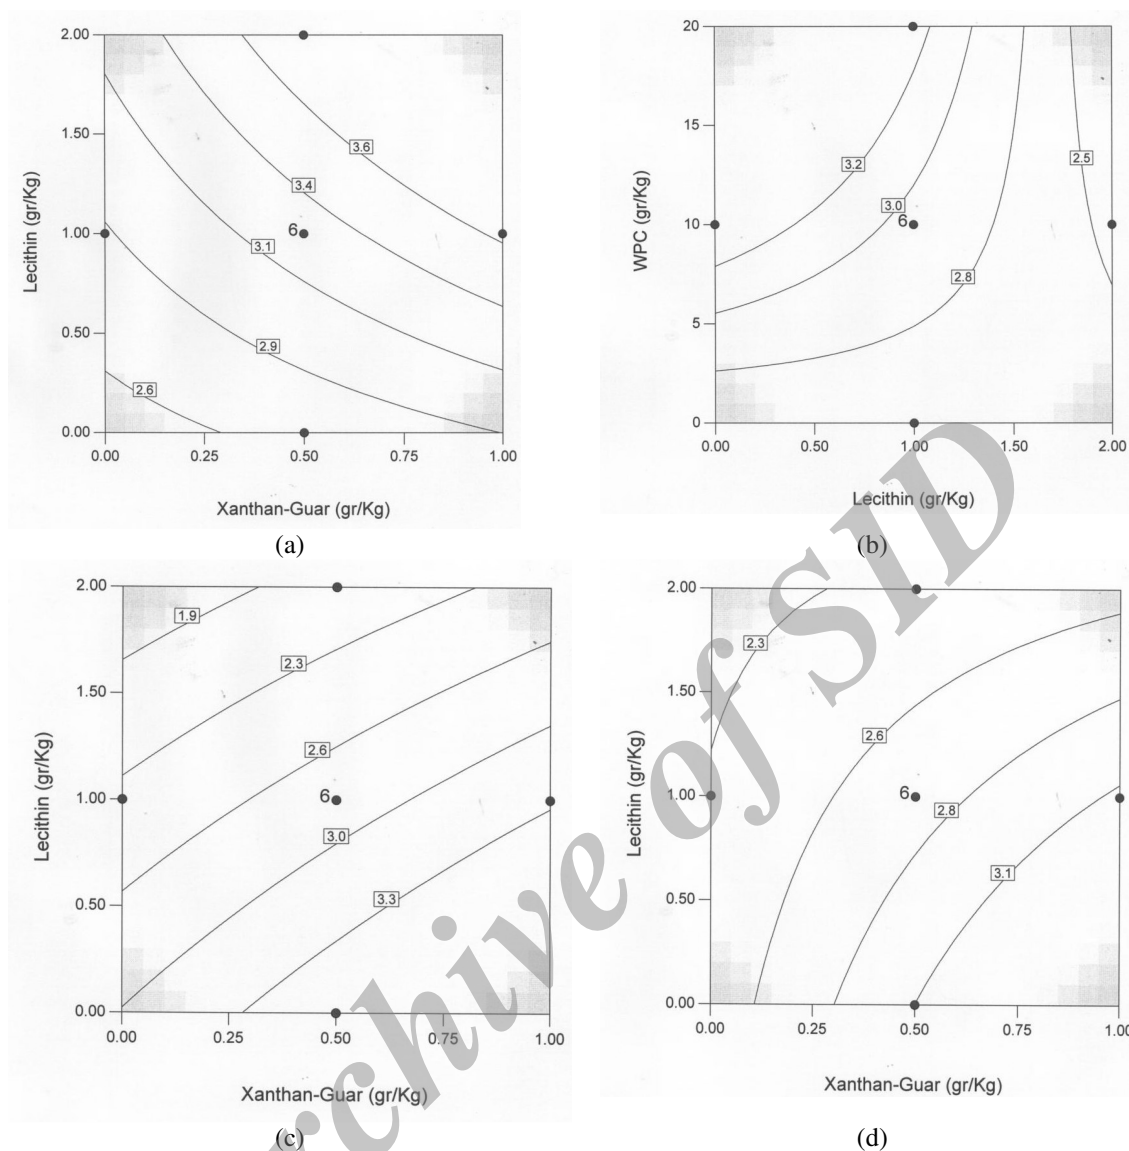 2.00
1.50
1.00
0.50
0.00
Lecithin (gr/Kg)
3.6
3.4
6
3.1
2.9
2.6
0.00 0.25 0.50 0.75 1.00
Xanthan-Guar (gr/Kg)
(a)
20
15
10
5
0
WPC (gr/Kg)
3.2
2.5
3.0
6
2.8
0.00 0.50 1.00 1.50 2.00
Lecithin (gr/Kg)
(b)
2.00
1.50
1.00
0.50
0.00
Lecithin (gr/Kg)
1.9
2.3
2.6
6
3.0
3.3
0.00 0.25 0.50 0.75 1.00
Xanthan-Guar (gr/Kg)
(c)
2.00
1.50
1.00
0.50
0.00
Lecithin (gr/Kg)
2.3
2.6
6
2.8
3.1
0.00 0.25 0.50 0.75 1.00
Xanthan-Guar (gr/Kg)
(d)
rchive of SID